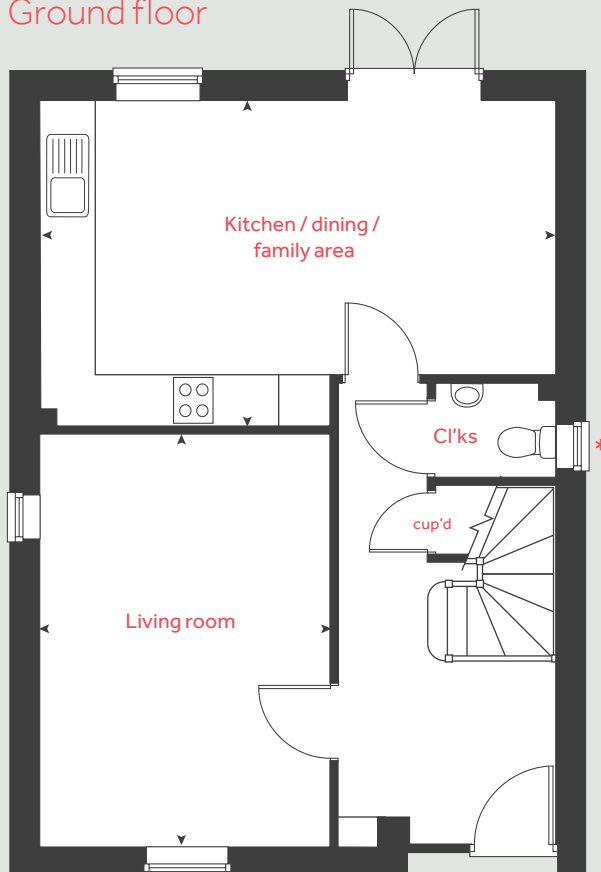 Ground floor
Kitchen / dining /
family area
Cl'ks
*
cup'd
Living room